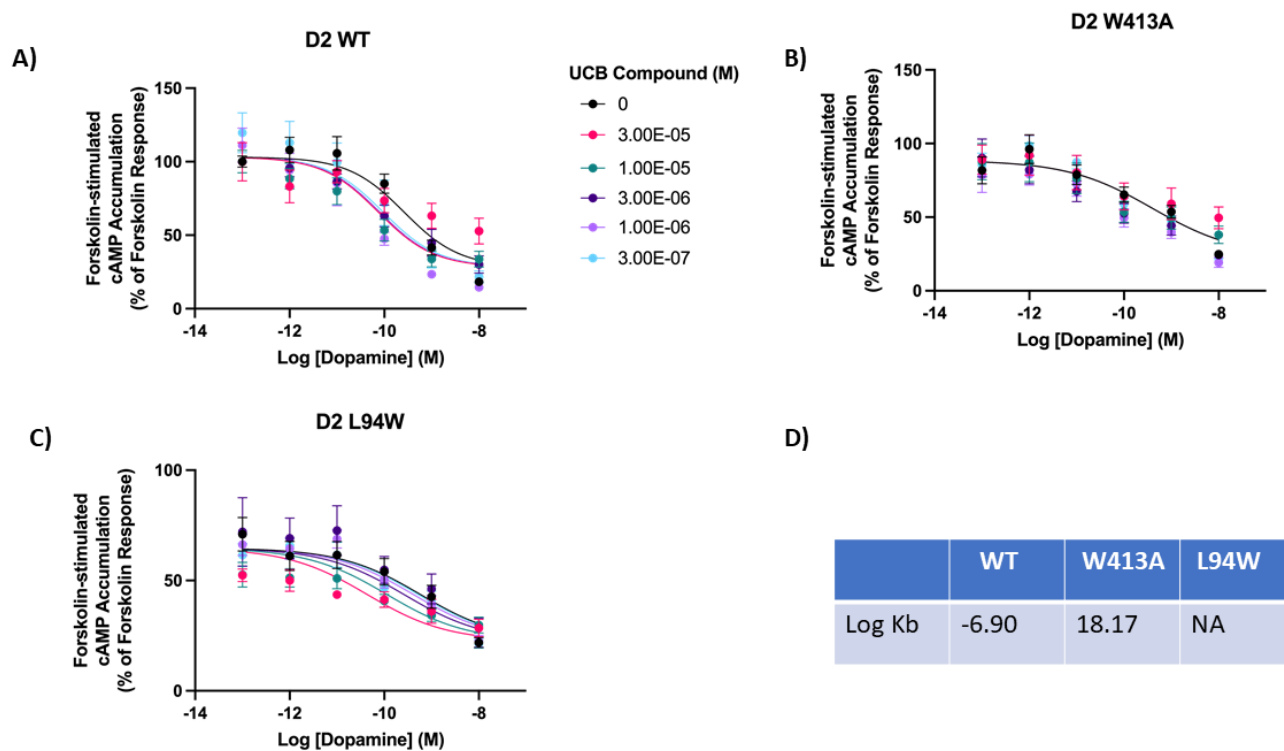 A)
D2 WT
Forskolin-stimulated
cAMP Accumulation
(% of Forskolin Response)
150
100
50
0
-14
-12
-10
-8
Log [Dopamine] (M)
UCB Compound (M)
0
3.00E-05
1.00E-05
3.00E-06
1.00E-06
3.00E-07
B)
D2 W413A
Forskolin-stimulated
cAMP Accumulation
(% of Forskolin Response)
150
100
50
0
-14
-12
-10
-8
Log [Dopamine] (M)
C)
D2 L94W
Forskolin-stimulated
cAMP Accumulation
(% of Forskolin Response)
100
50
0
-14
-12
-10
-8
Log [Dopamine] (M)
D)
WT W413A L94W
Log Kb -6.90 18.17 NA